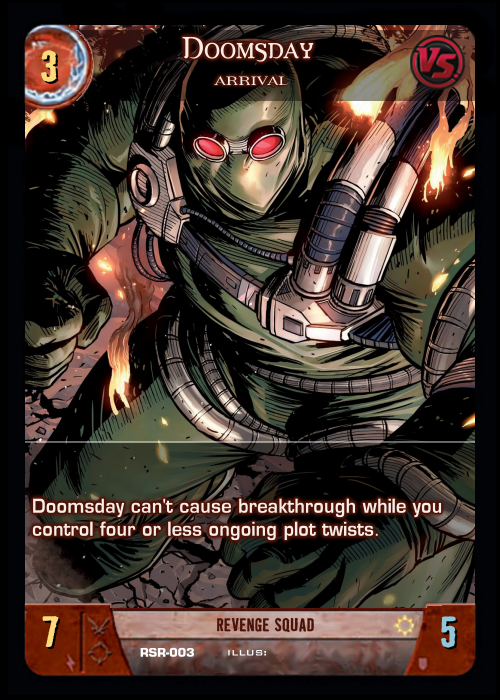 3
Doomsday
VS
ARRIVAL
Doomsday can't cause breakthrough while you
control four or less ongoing plot twists.
7
REVENGE SQUAD
5
RSR-003 ILLUS: